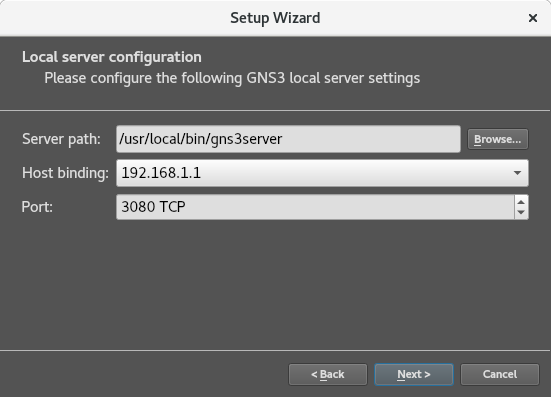 Setup Wizard
Local server configuration
Please configure the following GNS3 local server settings
Server path: /usr/local/bin/gns3server Browse...
Host binding: 192.168.1.1
Port: 3080 TCP
< Back Next > Cancel